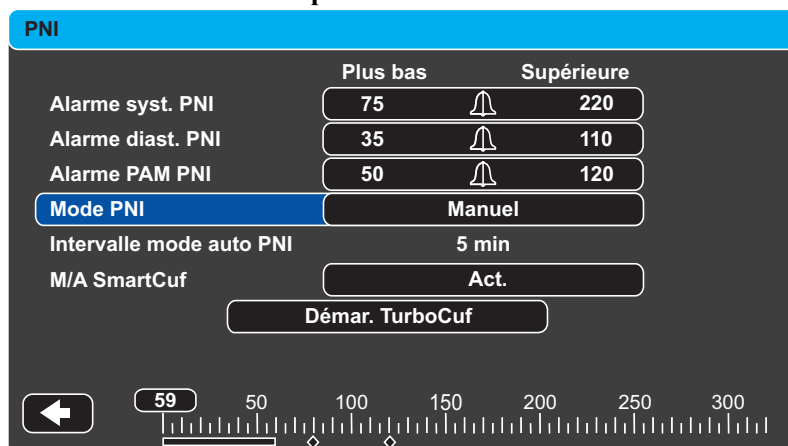 PNI
Plus bas Supérieure
Alarme syst. PNI 75 220
Alarme diast. PNI 35 110
Alarme PAM PNI 50 120
Mode PNI Manuel
Intervalle mode auto PNI 5 min
M/A SmartCuf Act.
Démar. TurboCuf
59 50 100 150 200 250 300